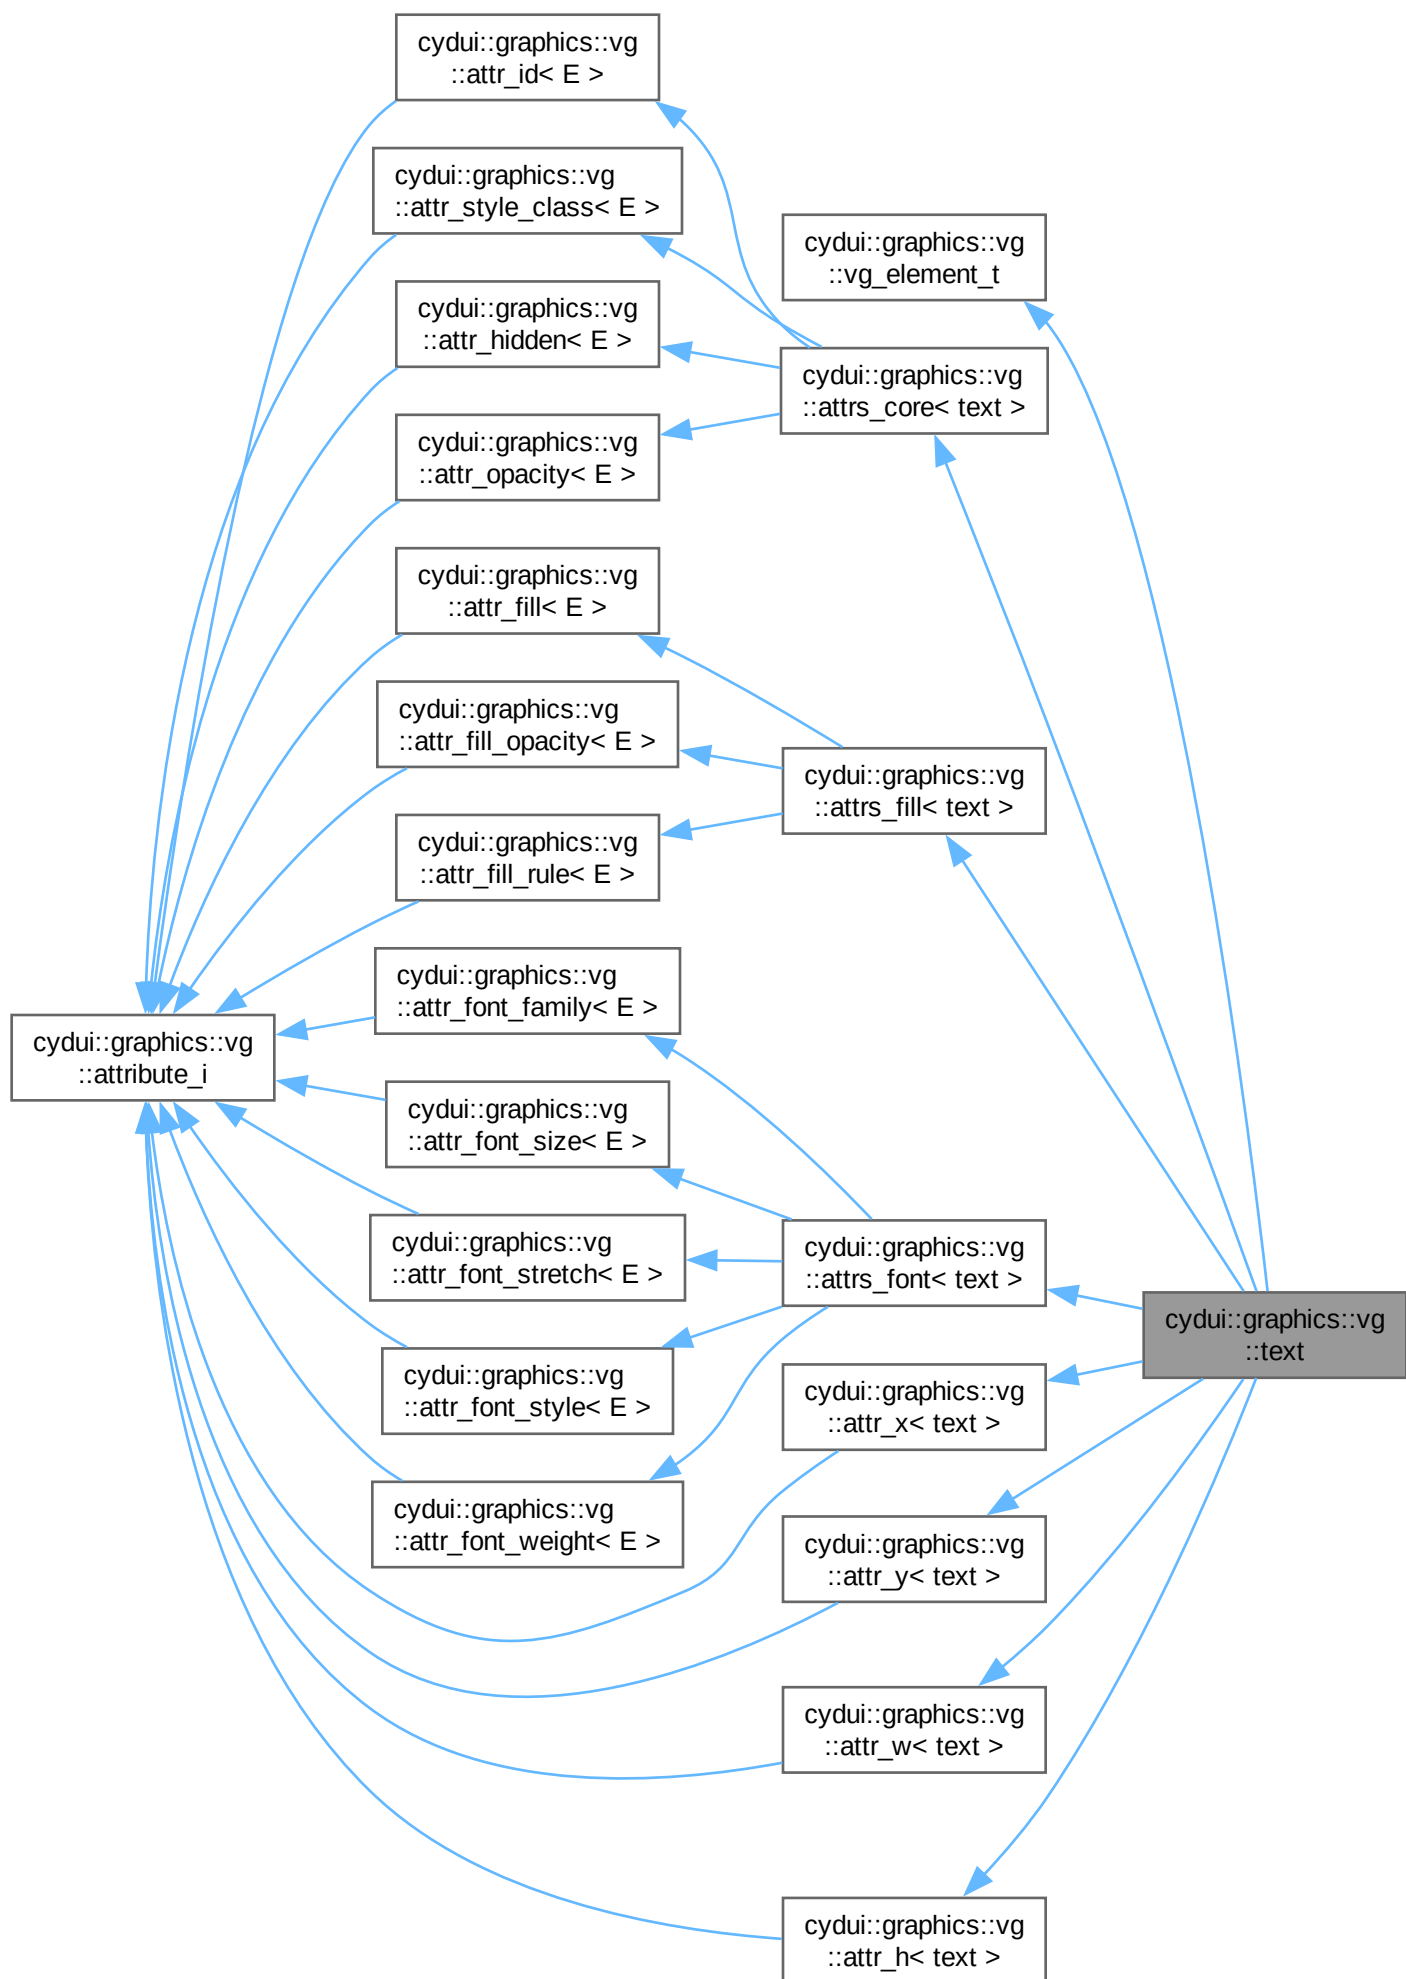 cydui::graphics::vg
::attr_id< E >
cydui::graphics::vg
::attr_style_class< E >
cydui::graphics::vg
::vg_element_t
cydui::graphics::vg
::attr_hidden< E >
cydui::graphics::vg
::attrs_core< text >
cydui::graphics::vg
::attr_opacity< E >
cydui::graphics::vg
::attr_fill< E >
cydui::graphics::vg
::attr_fill_opacity< E >
cydui::graphics::vg
::attrs_fill< text >
cydui::graphics::vg
::attr_fill_rule< E >
cydui::graphics::vg
::attr_font_family< E >
cydui::graphics::vg
::attribute_i
cydui::graphics::vg
::attr_font_size< E >
cydui::graphics::vg
::attr_font_stretch< E >
cydui::graphics::vg
::attrs_font< text >
cydui::graphics::vg
::text
cydui::graphics::vg
::attr_font_style< E >
cydui::graphics::vg
::attr_x< text >
cydui::graphics::vg
::attr_font_weight< E >
cydui::graphics::vg
::attr_y< text >
cydui::graphics::vg
::attr_w< text >
cydui::graphics::vg
::attr_h< text >